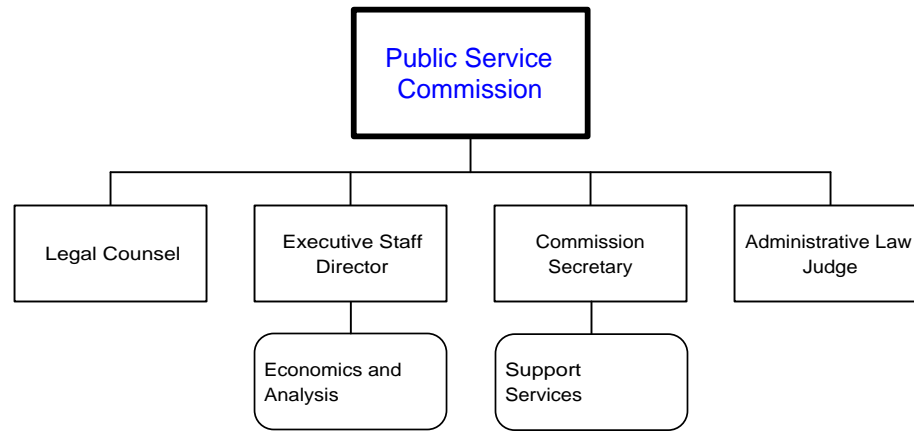 Public Service
Commission
Legal Counsel
Executive Staff
Director
Commission
Secretary
Administrative Law
Judge
Economics and
Analysis
Support
Services